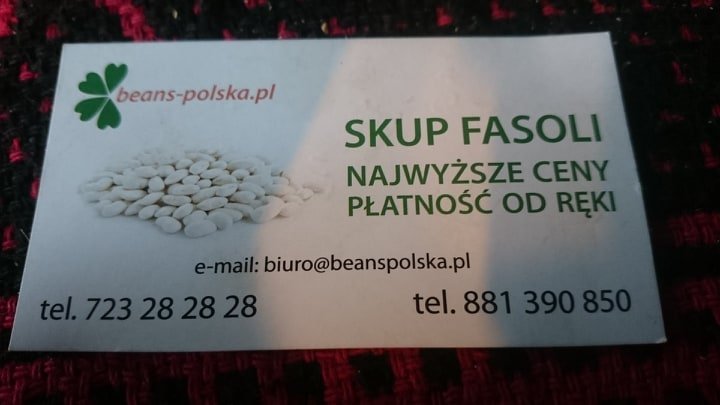 beans-polska.pl
SKUP FASOLI
NAJWYŻSZE CENY
PŁATNOŚĆ OD RĘKI
e-mail: biuro@beanspolska.pl
tel. 723 28 28 28
tel. 881 390 850